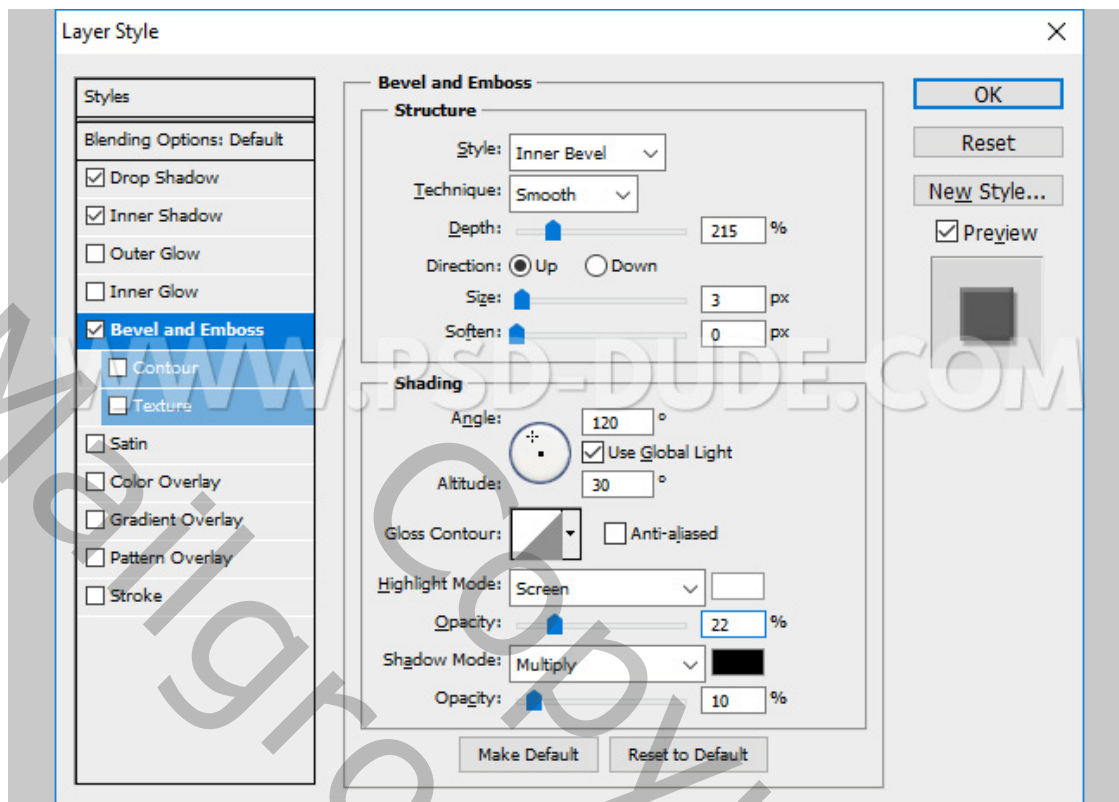 Layer Style
Styles
Blending Options: Default
Drop Shadow
Inner Shadow
Outer Glow
Inner Glow
Bevel and Emboss
Contour
Texture
Satin
Color Overlay
Gradient Overlay
Pattern Overlay
Stroke
Bevel and Emboss
Structure
Style: Inner Bevel
Technique: Smooth
Depth: 215 %
Direction: Up Down
Size: 3 px
Soften: 0 px
Shading
Angle: 120 °
Use Global Light
Altitude: 30 °
Gloss Contour: Anti-aliased
Highlight Mode: Screen
Opacity: 22 %
Shadow Mode: Multiply
Opacity: 10 %
Make Default Reset to Default
OK
Reset
New Style...
Preview
WWW.PSD-DUDE.COM